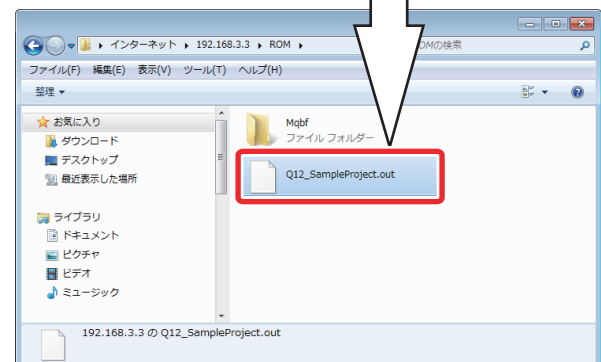 インターネット ▸ 192.168.3.3 ▸ ROM ▸
OMの検索
ファイル(F) 編集(E) 表示(V) ツール(T) ヘルプ(H)
整理
お気に入り
ダウンロード
デスクトップ
最近表示した場所
ライブラリ
ドキュメント
ピクチャ
ビデオ
ミュージック
Mqbf
ファイル フォルダー
Q12_SampleProject.out
192.168.3.3 の Q12_SampleProject.out